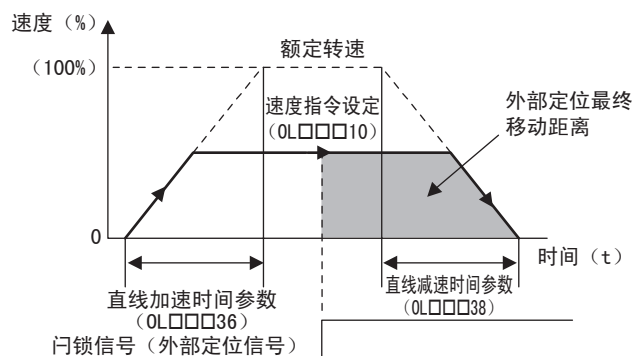 速度（%）
（100%）
额定转速
速度指令设定
（OL□□□10）
外部定位最终
移动距离
0
时间（t）
直线加速时间参数
（OL□□□36）
直线减速时间参数
（OL□□□38）
闩锁信号（外部定位信号）